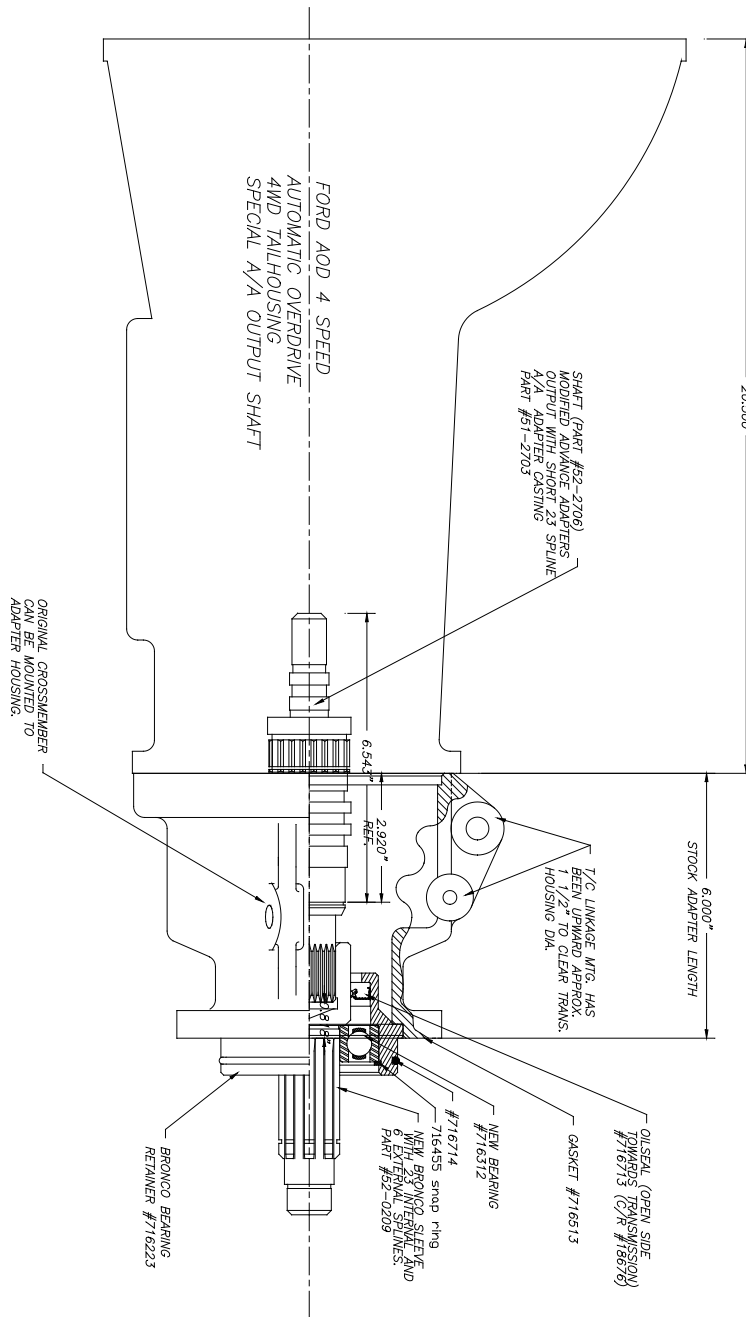 FORD AOD 4 SPEED
AUTOMATIC OVERDRIVE
4WD TAILHOUSING
SPECIAL A/A OUTPUT SHAFT
SHAFT (PART #52-2706)
MODIFIED ADVANCE ADAPTERS
OUTPUT WITH SHORT 23 SPLINE
A/A ADAPTER CASTING
PART #51-2703
ORIGINAL CROSSMEMBER
CAN BE MOUNTED TO
ADAPTER HOUSING.
6.543"
REF.
2.920"
6.000"
STOCK ADAPTER LENGTH
T/C LINKAGE MTG. HAS
BEEN UPWARD APPROX.
1 1/2" TO CLEAR TRANS.
HOUSING DIA.
OILSEAL (OPEN SIDE
TOWARDS TRANSMISSION)
#716713 (C/R #18676)
GASKET #716513
NEW BEARING
#716312
#716714
716455 snap ring
NEW BRONCO SLEEVE
WITH 23 INTERNAL AND
6 EXTERNAL SPLINES.
PART #52-0209
BRONCO BEARING
RETAINER #716223